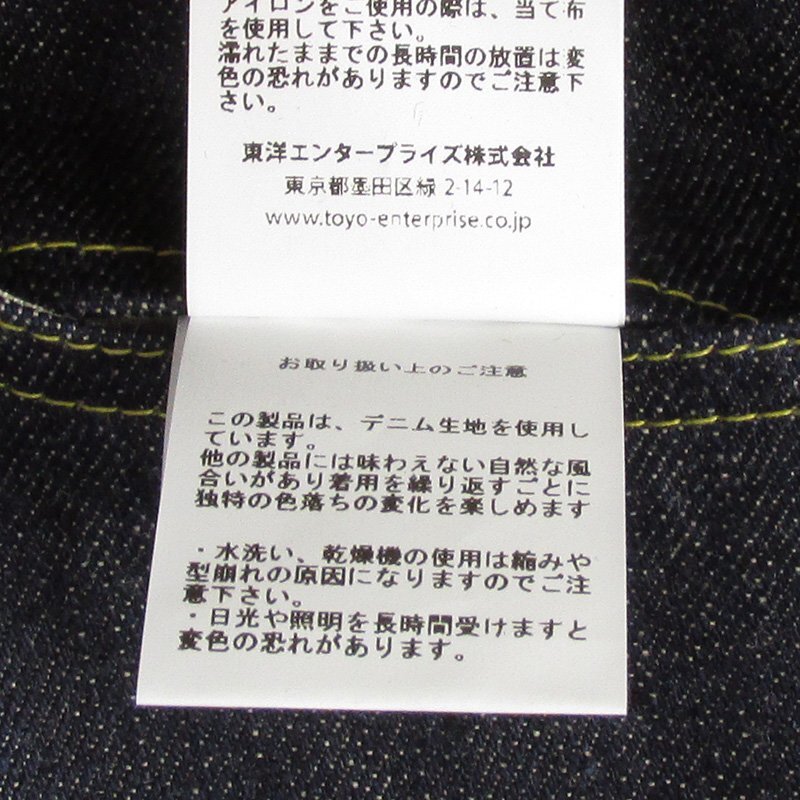 アイロンをご使用の際は、当て布
を使用して下さい。
濡れたままでの長時間の放置は変
色の恐れがありますのでご注意下
さい。
東洋エンタープライズ株式会社
東京都墨田区緑 2-14-12
www.toyo-enterprise.co.jp
お取り扱い上のご注意
この製品は、デニム生地を使用し
ています。
他の製品には味わえない自然な風
合いがあり着用を繰り返すごとに
独特の色落ちの変化を楽しめます
・水洗い、乾燥機の使用は縮みや
型崩れの原因になりますのでご注
意下さい。
・日光や照明を長時間受けますと
変色の恐れがあります。